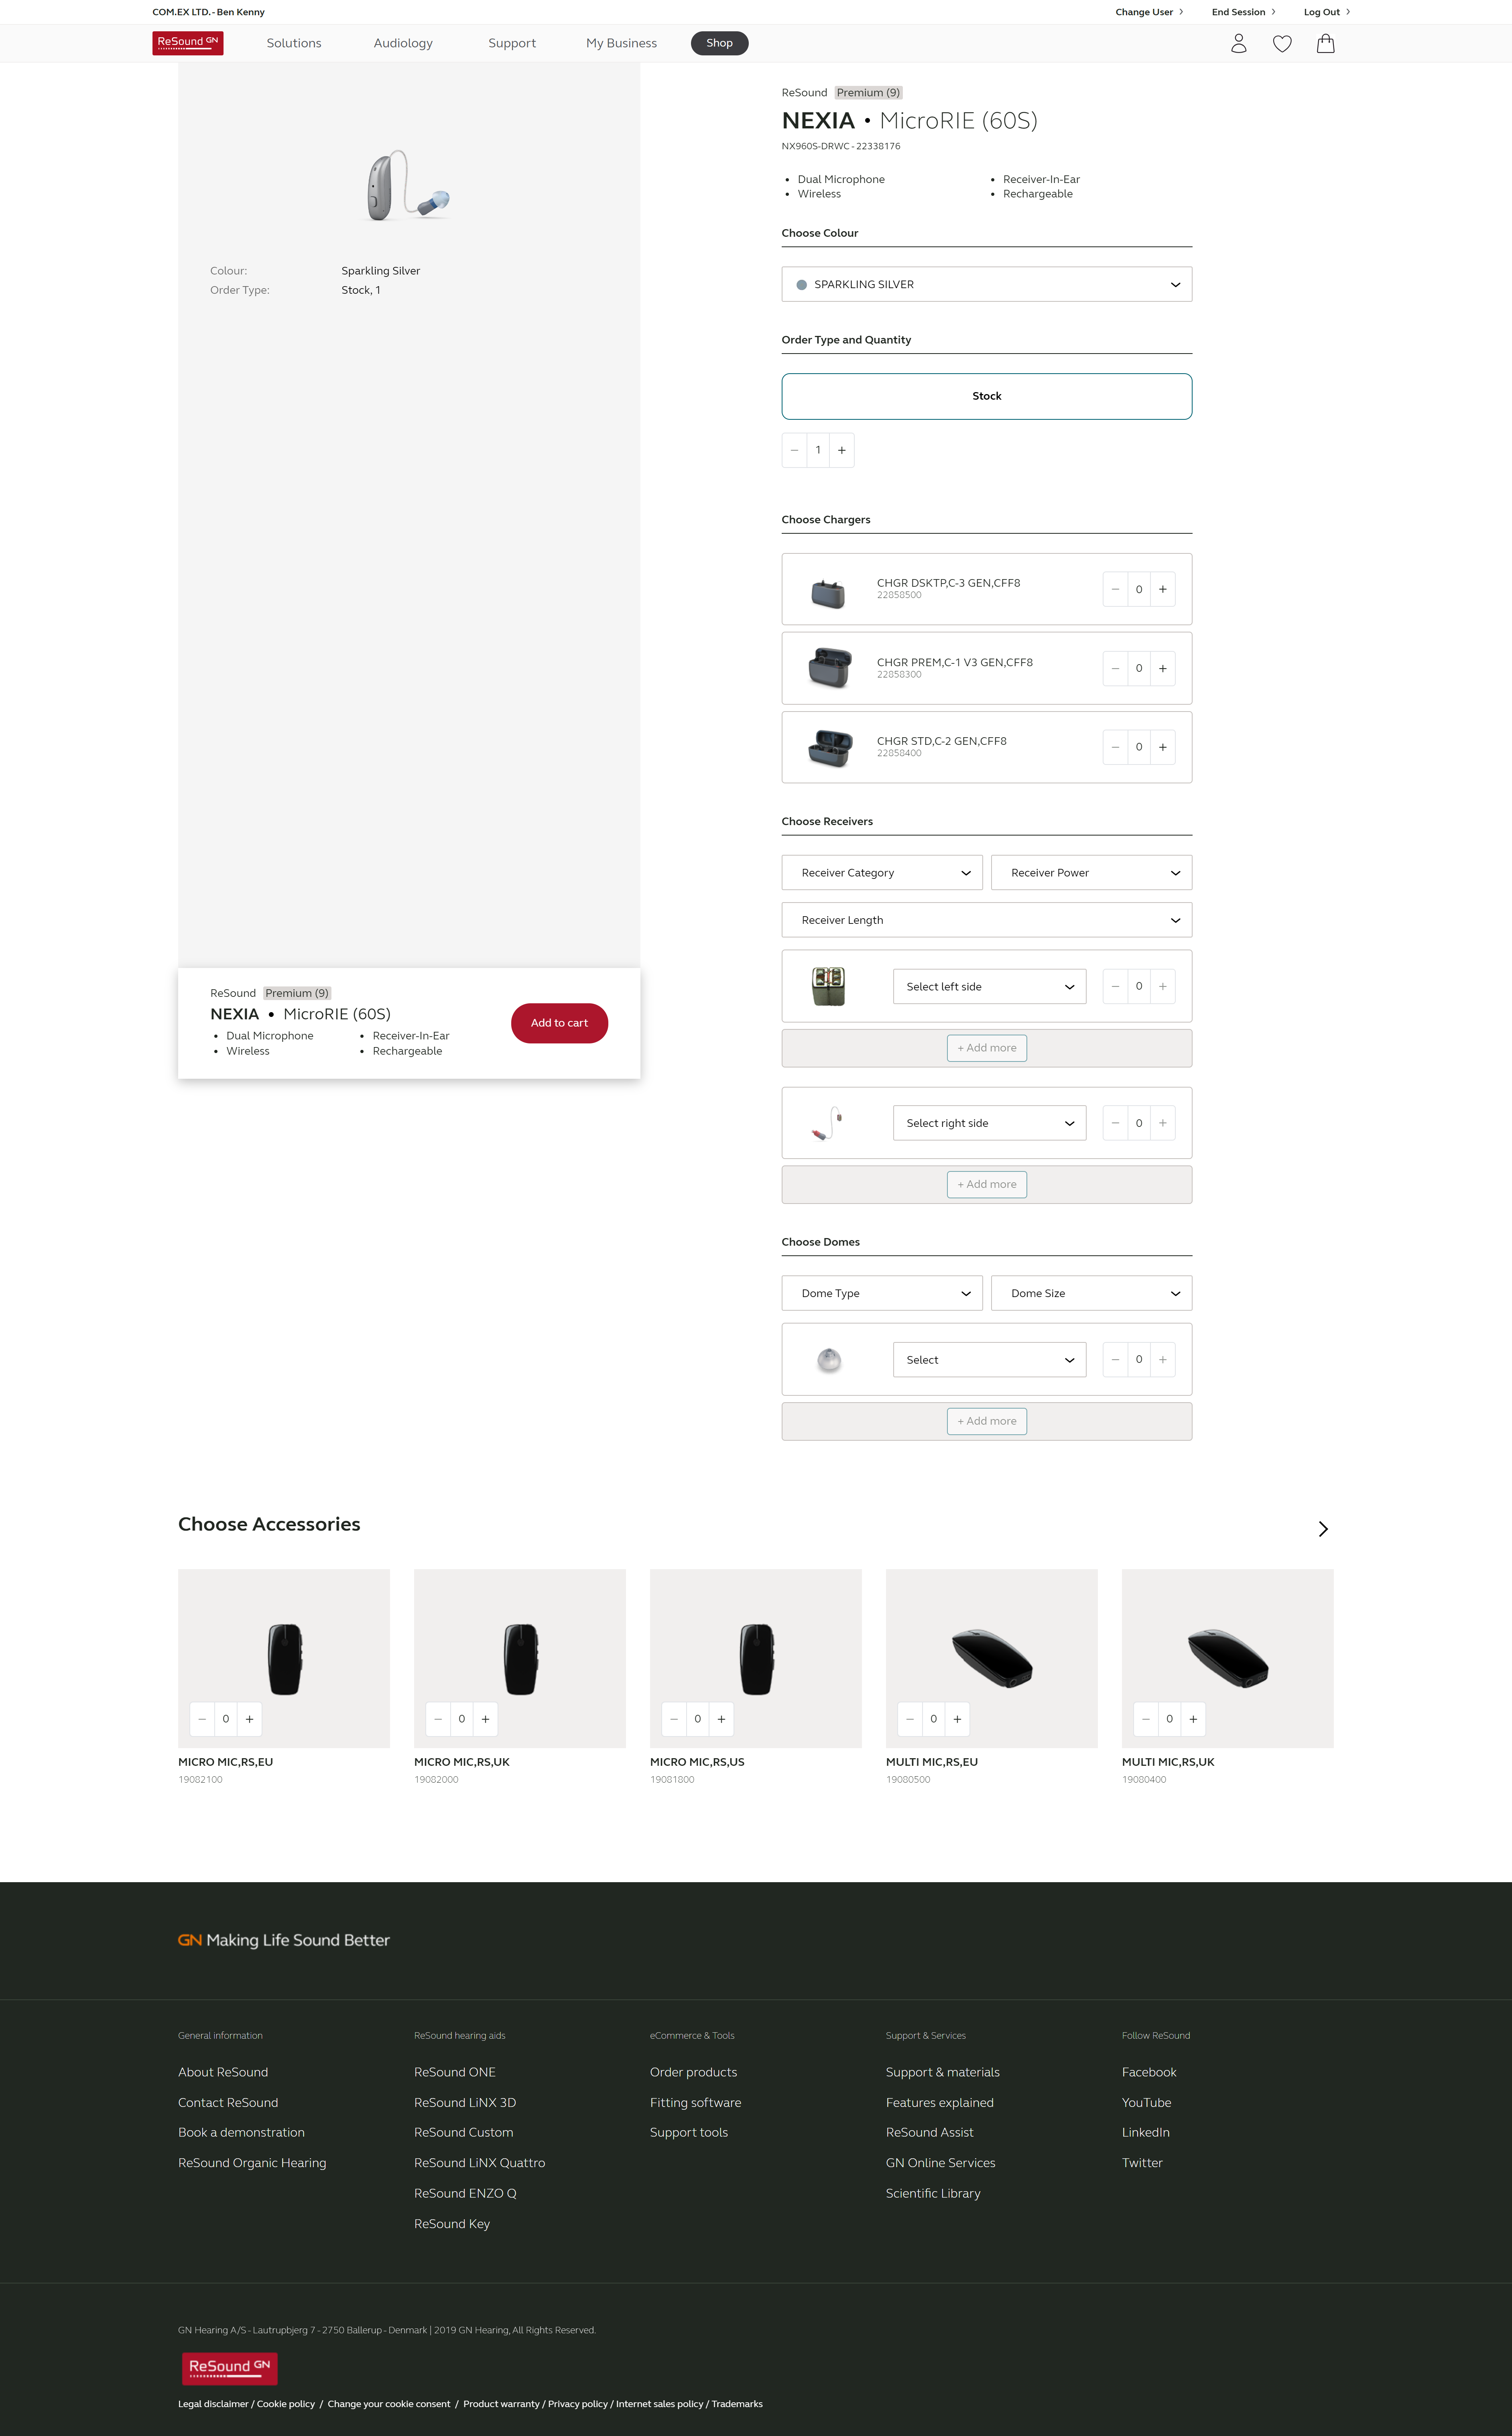 COM.EX LTD. - Ben Kenny
Change User
End Session
Log Out
ReSound GN
Solutions
Audiology
Support
My Business
Shop
ReSound Premium (9)
NEXIA • MicroRIE (60S)
NX960S-DRWC - 22338176
• Dual Microphone
• Receiver-In-Ear
• Wireless
• Rechargeable
Colour: Sparkling Silver
Order Type: Stock, 1
Choose Colour
SPARKLING SILVER
Order Type and Quantity
Stock
− 1 +
Choose Chargers
CHGR DSKTP,C-3 GEN,CFF8
22858500
− 0 +
CHGR PREM,C-1 V3 GEN,CFF8
22858300
− 0 +
CHGR STD,C-2 GEN,CFF8
22858400
− 0 +
Choose Receivers
Receiver Category
Receiver Power
Receiver Length
Select left side
− 0 +
+ Add more
Select right side
− 0 +
+ Add more
ReSound Premium (9)
NEXIA • MicroRIE (60S)
• Dual Microphone
• Receiver-In-Ear
• Wireless
• Rechargeable
Add to cart
Choose Domes
Dome Type
Dome Size
Select
− 0 +
+ Add more
Choose Accessories
− 0 +
MICRO MIC,RS,EU
19082100
− 0 +
MICRO MIC,RS,UK
19082000
− 0 +
MICRO MIC,RS,US
19081800
− 0 +
MULTI MIC,RS,EU
19080500
− 0 +
MULTI MIC,RS,UK
19080400
GN Making Life Sound Better
General information
About ReSound
Contact ReSound
Book a demonstration
ReSound Organic Hearing
ReSound hearing aids
ReSound ONE
ReSound LiNX 3D
ReSound Custom
ReSound LiNX Quattro
ReSound ENZO Q
ReSound Key
eCommerce & Tools
Order products
Fitting software
Support tools
Support & Services
Support & materials
Features explained
ReSound Assist
GN Online Services
Scientific Library
Follow ReSound
Facebook
YouTube
LinkedIn
Twitter
GN Hearing A/S - Lautrupbjerg 7 - 2750 Ballerup - Denmark | 2019 GN Hearing, All Rights Reserved.
ReSound GN
Legal disclaimer / Cookie policy / Change your cookie consent / Product warranty / Privacy policy / Internet sales policy / Trademarks